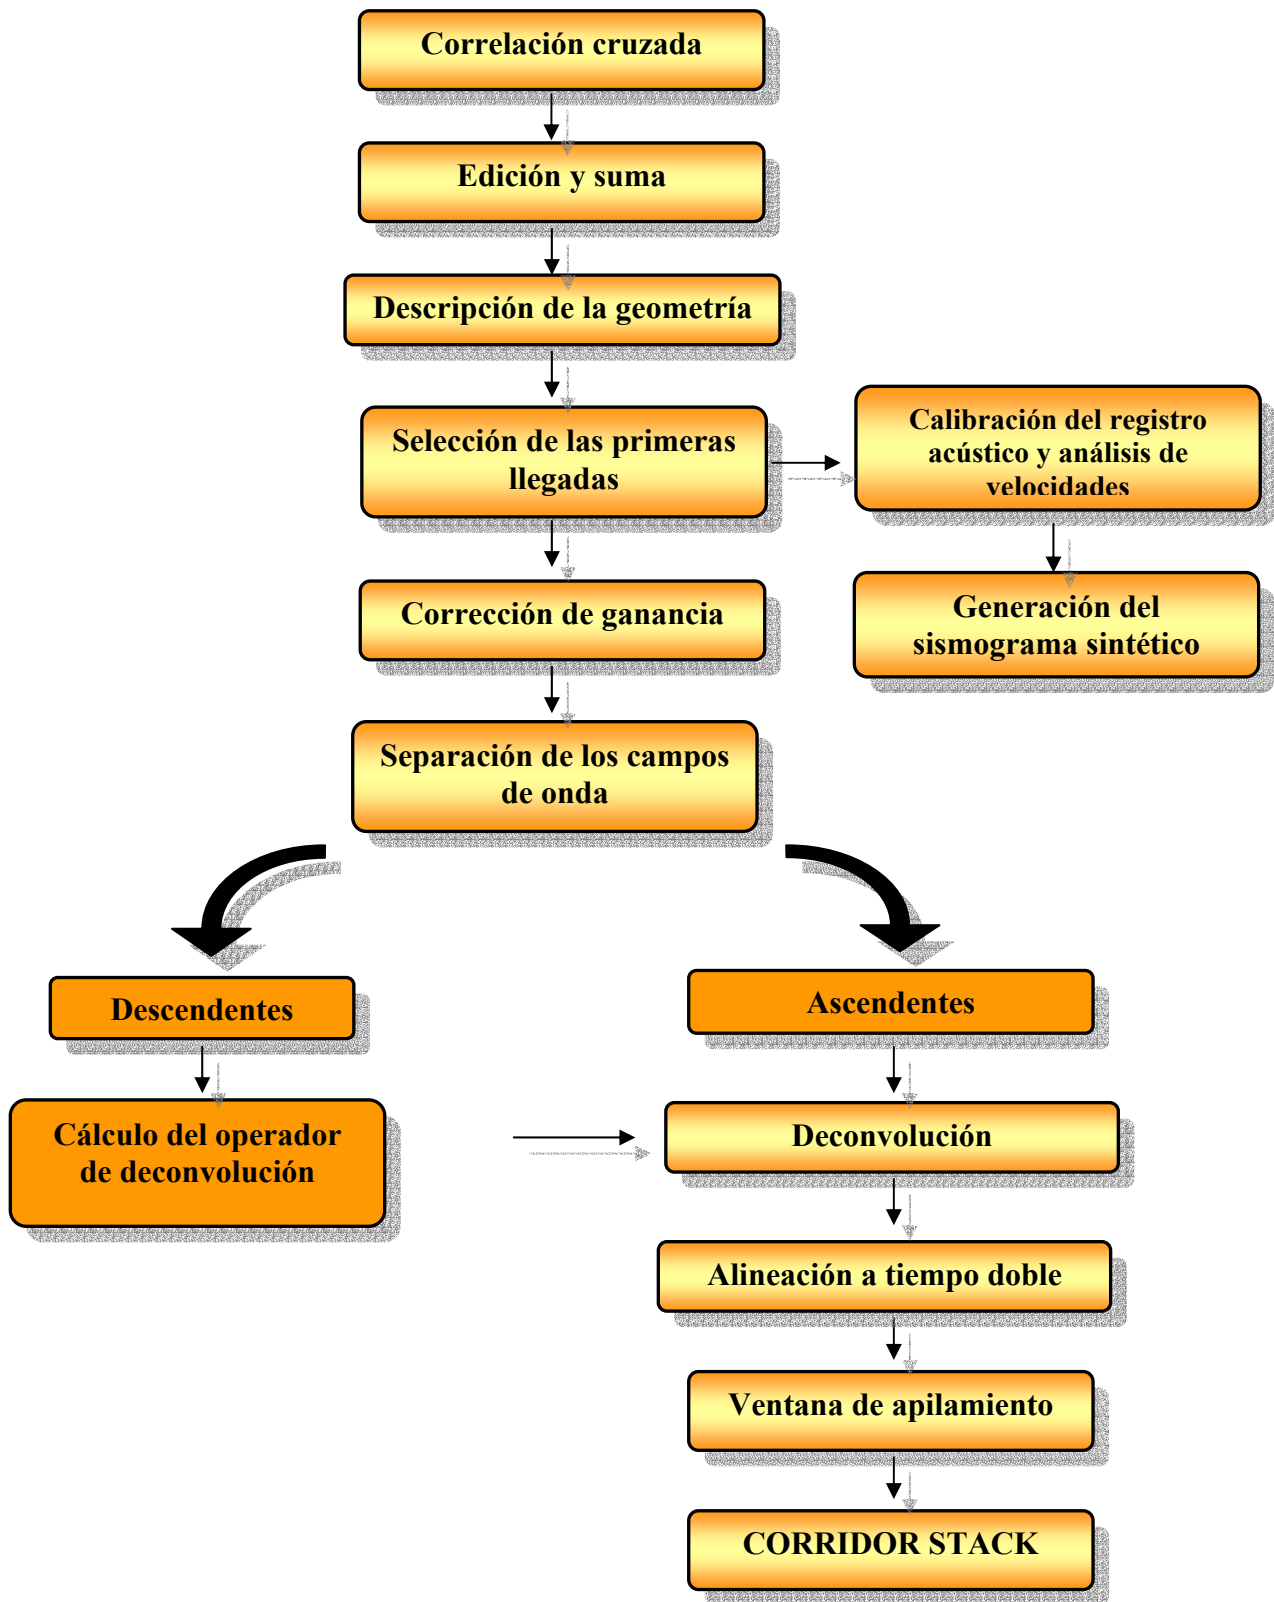 Correlación cruzada
Edición y suma
Descripción de la geometría
Selección de las primeras
llegadas
Calibración del registro
acústico y análisis de
velocidades
Corrección de ganancia
Generación del
sismograma sintético
Separación de los campos
de onda
Descendentes
Ascendentes
Cálculo del operador
de deconvolución
Deconvolución
Alineación a tiempo doble
Ventana de apilamiento
CORRIDOR STACK